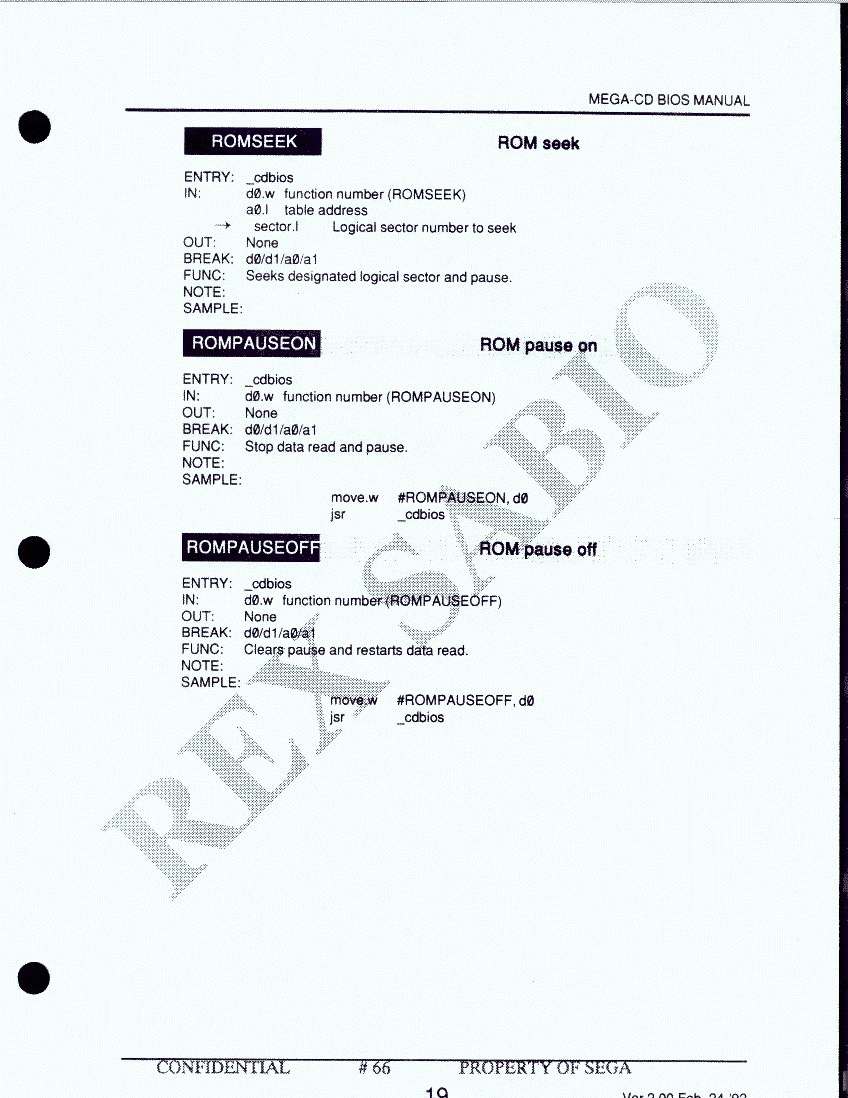 MEGA-CD BIOS MANUAL
ROMSEEK ROM seek
ENTRY: _cdbios
IN: d0.w function number (ROMSEEK)
a0.l table address
→ sector.l Logical sector number to seek
OUT: None
BREAK: d0/d1/a0/a1
FUNC: Seeks designated logical sector and pause.
NOTE:
SAMPLE:
ROMPAUSEON ROM pause on
ENTRY: _cdbios
IN: d0.w function number (ROMPAUSEON)
OUT: None
BREAK: d0/d1/a0/a1
FUNC: Stop data read and pause.
NOTE:
SAMPLE:
move.w #ROMPAUSEON, d0
jsr _cdbios
ROMPAUSEOFF ROM pause off
ENTRY: _cdbios
IN: d0.w function number (ROMPAUSEOFF)
OUT: None
BREAK: d0/d1/a0/a1
FUNC: Clears pause and restarts data read.
NOTE:
SAMPLE:
move.w #ROMPAUSEOFF, d0
jsr _cdbios
REX SABIO
CONFIDENTIAL # 66 PROPERTY OF SEGA
19
Ver 2.00 Feb. 24 '92